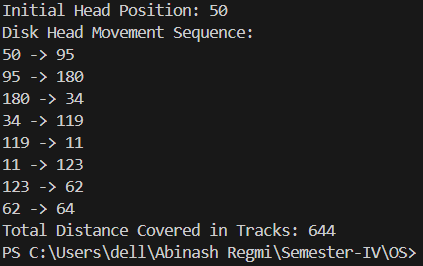 Initial Head Position: 50
Disk Head Movement Sequence:
50 -> 95
95 -> 180
180 -> 34
34 -> 119
119 -> 11
11 -> 123
123 -> 62
62 -> 64
Total Distance Covered in Tracks: 644
PS C:\Users\dell\Abinash Regmi\Semester-IV\OS>